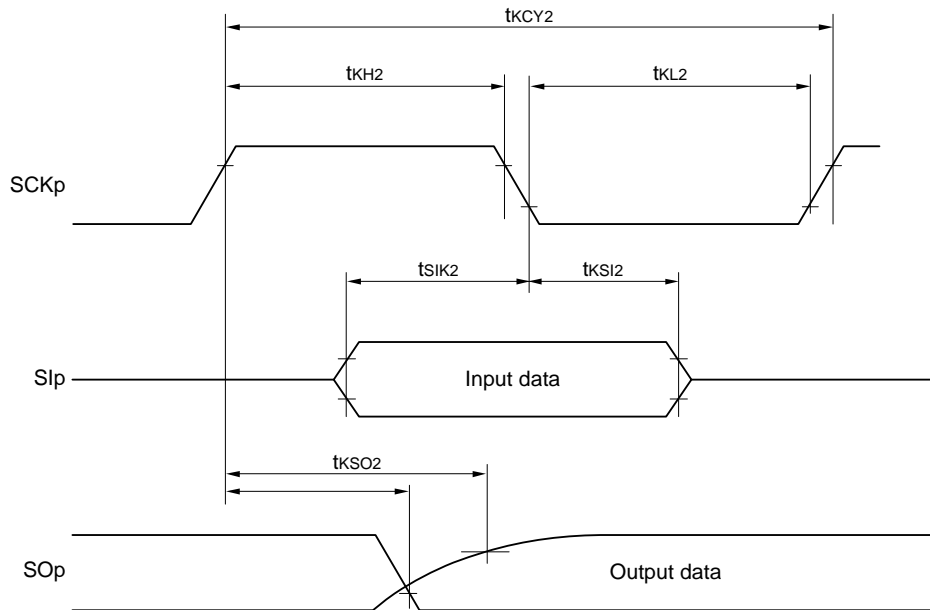 tKCY2
tKH2
tKL2
SCKp
tSIK2
tKSI2
SIp
Input data
tKSO2
SOp
Output data